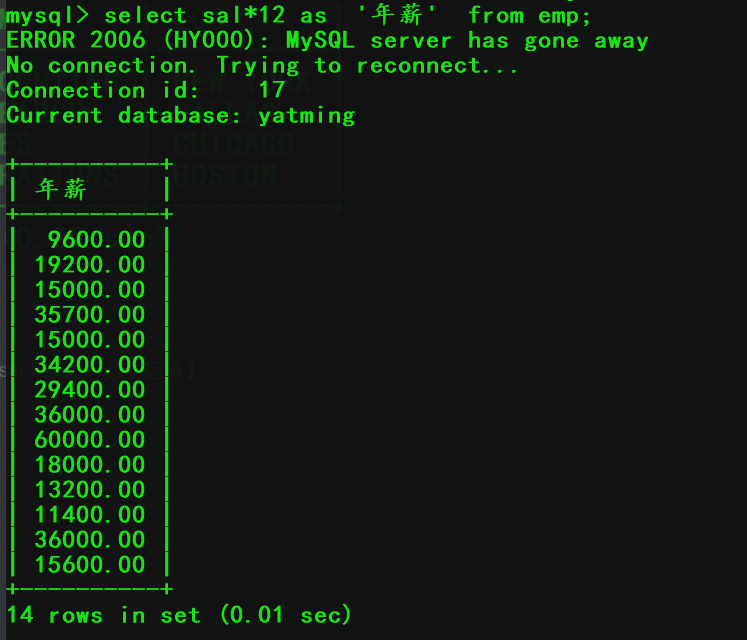 mysql> select sal*12 as  '年薪'  from emp;
ERROR 2006 (HY000): MySQL server has gone away
No connection. Trying to reconnect...
Connection id:    17
Current database: yatming
+----------+
| 年薪     |
+----------+
|  9600.00 |
| 19200.00 |
| 15000.00 |
| 35700.00 |
| 15000.00 |
| 34200.00 |
| 29400.00 |
| 36000.00 |
| 60000.00 |
| 18000.00 |
| 13200.00 |
| 11400.00 |
| 36000.00 |
| 15600.00 |
+----------+
14 rows in set (0.01 sec)
CHICAGO
BOSTON